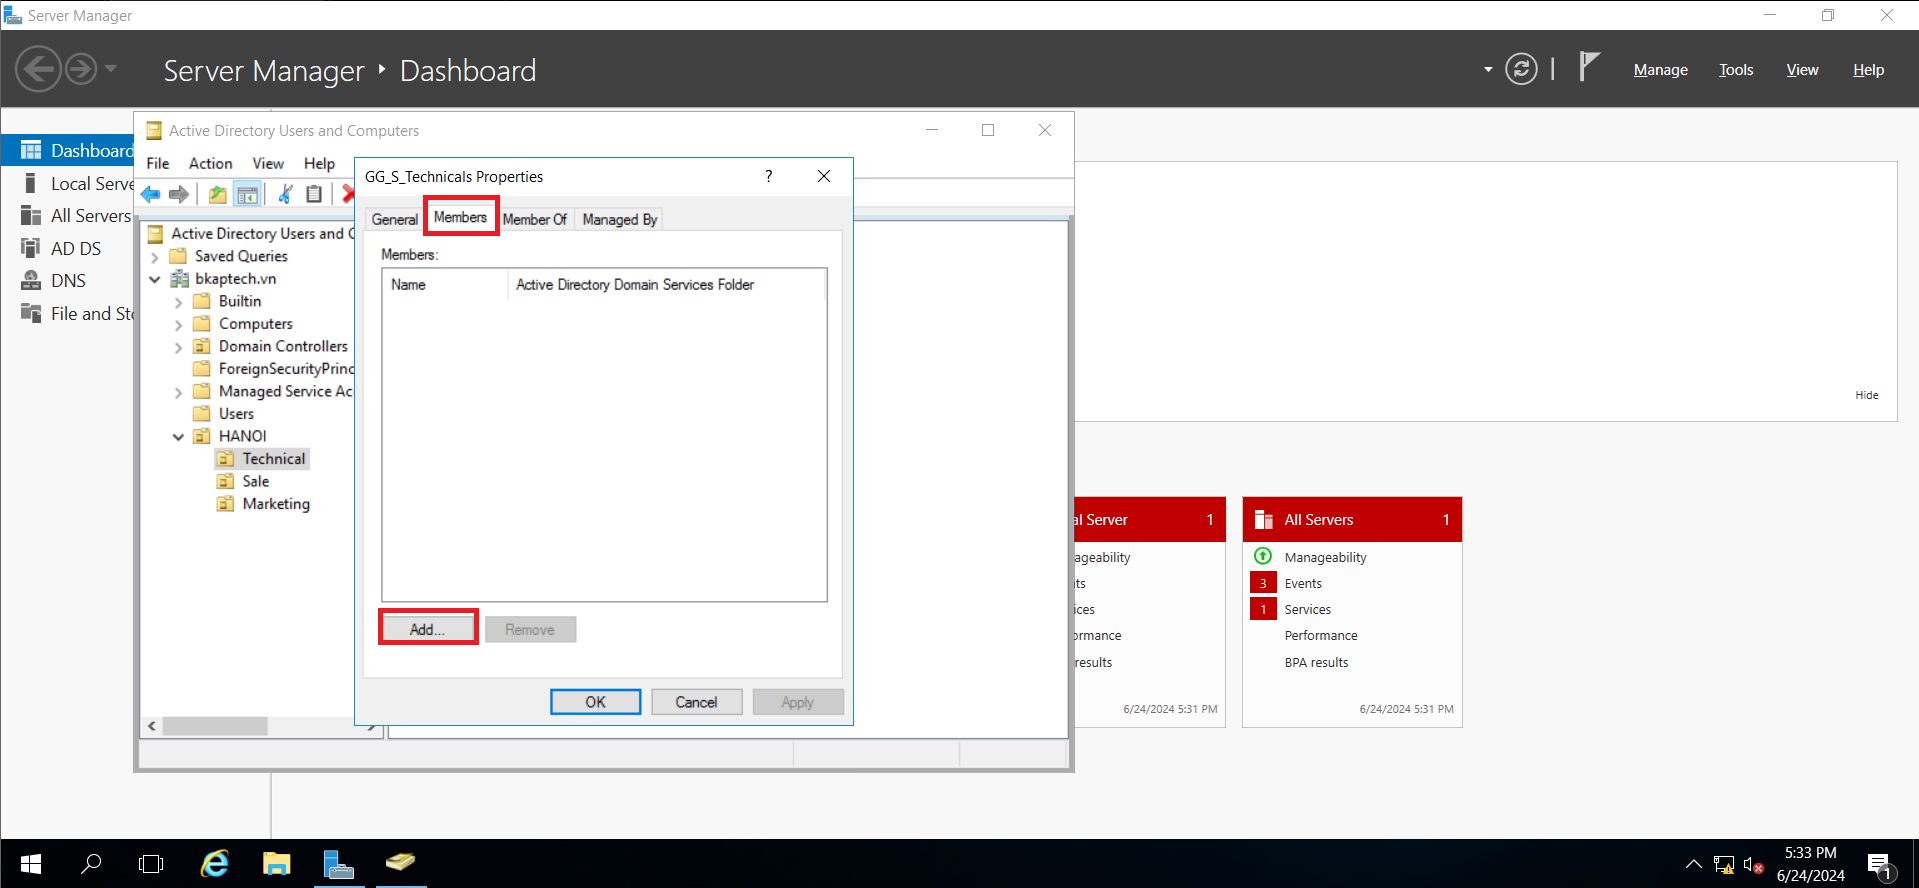 Server Manager
Server Manager ‣ Dashboard
Manage Tools View Help
Dashboard
Local Serve
All Servers
AD DS
DNS
File and Sto
Active Directory Users and Computers
File Action View Help
Active Directory Users and C
Saved Queries
bkaptech.vn
Builtin
Computers
Domain Controllers
ForeignSecurityPrinc
Managed Service Acc
Users
HANOI
Technical
Sale
Marketing
GG_S_Technicals Properties
?
General Members Member Of Managed By
Members:
Name Active Directory Domain Services Folder
Add... Remove
OK Cancel Apply
Hide
al Server 1
ageability
nts
ices
ormance
results
6/24/2024 5:31 PM
All Servers 1
Manageability
3 Events
1 Services
Performance
BPA results
6/24/2024 5:31 PM
5:33 PM
6/24/2024
1